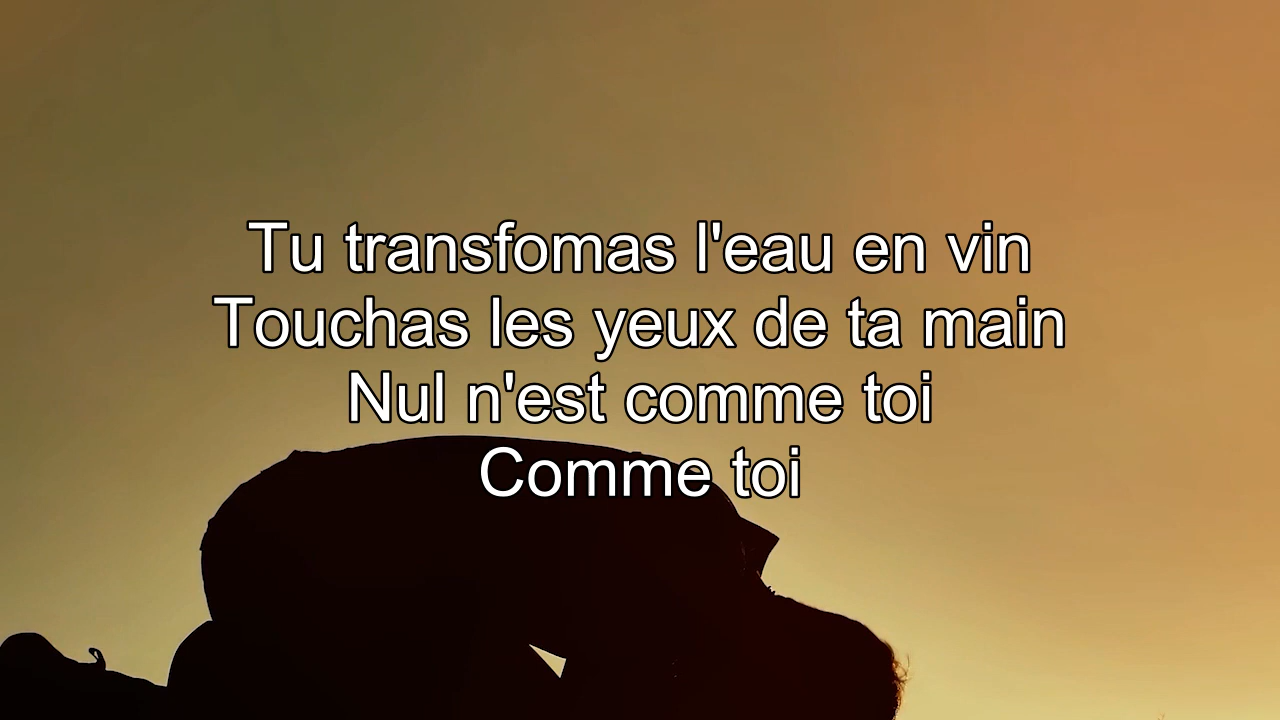 Tu transfomas l'eau en vin
Touchas les yeux de ta main
Nul n'est comme toi
Comme toi